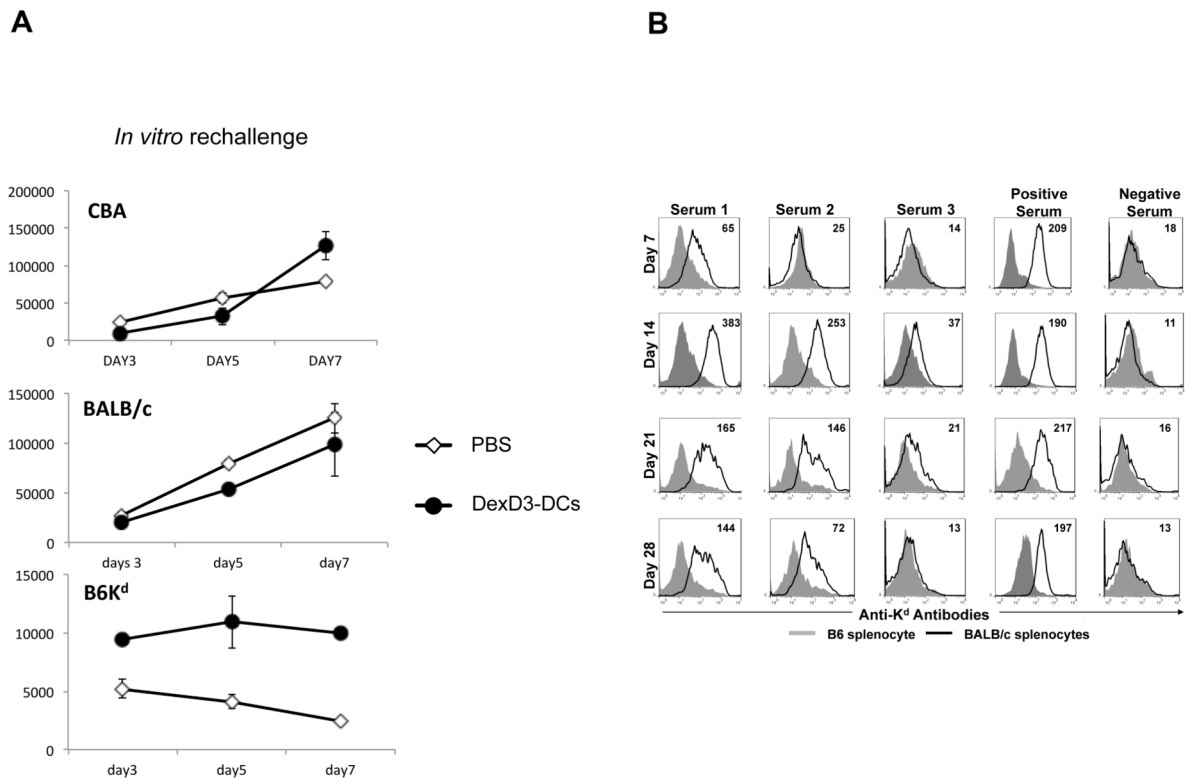 A
In vitro rechallenge
200000
150000
100000
50000
0
CBA
DAY3 DAY5 DAY7
150000
100000
50000
0
BALB/c
days 3 day5 day7
15000
10000
5000
0
B6Kᵈ
day3 day5 day7
PBS
DexD3-DCs
B
Serum 1 Serum 2 Serum 3 Positive Serum Negative Serum
Day 7 65 25 14 209 18
Day 14 383 253 37 190 11
Day 21 165 146 21 217 16
Day 28 144 72 13 197 13
Anti-Kᵈ Antibodies
B6 splenocyte BALB/c splenocytes